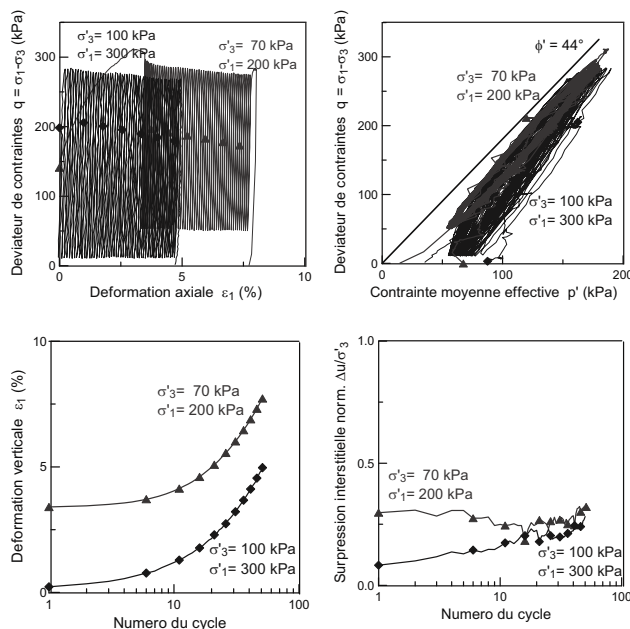 Deviateur de contraintes q = σ1-σ3 (kPa)
350
300
200
100
0
σ'3= 100 kPa
σ'1= 300 kPa
σ'3= 70 kPa
σ'1= 200 kPa
0
5
10
Deformation axiale ε1 (%)
Deviateur de contraintes q = σ1-σ3 (kPa)
350
300
200
100
0
ϕ' = 44°
σ'3= 70 kPa
σ'1= 200 kPa
σ'3= 100 kPa
σ'1= 300 kPa
0
100
200
Contrainte moyenne effective p' (kPa)
Deformation verticale ε1 (%)
10
5
0
σ'3= 70 kPa
σ'1= 200 kPa
σ'3= 100 kPa
σ'1= 300 kPa
1
10
100
Numero du cycle
Surpression interstitielle norm. Δu/σ'3
1.0
0.5
0.0
σ'3= 70 kPa
σ'1= 200 kPa
σ'3= 100 kPa
σ'1= 300 kPa
1
10
100
Numero du cycle